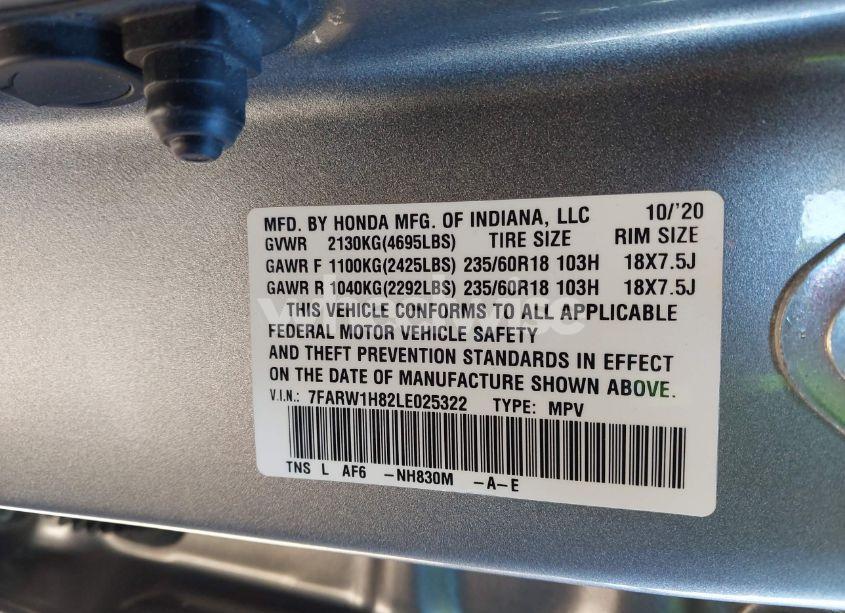 MFD. BY HONDA MFG. OF INDIANA, LLC 10/'20
GVWR 2130KG(4695LBS) TIRE SIZE RIM SIZE
GAWR F 1100KG(2425LBS) 235/60R18 103H 18X7.5J
GAWR R 1040KG(2292LBS) 235/60R18 103H 18X7.5J
THIS VEHICLE CONFORMS TO ALL APPLICABLE
FEDERAL MOTOR VEHICLE SAFETY
AND THEFT PREVENTION STANDARDS IN EFFECT
ON THE DATE OF MANUFACTURE SHOWN ABOVE.
V.I.N.: 7FARW1H82LE025322 TYPE: MPV
TNS L AF6 -NH830M -A-E